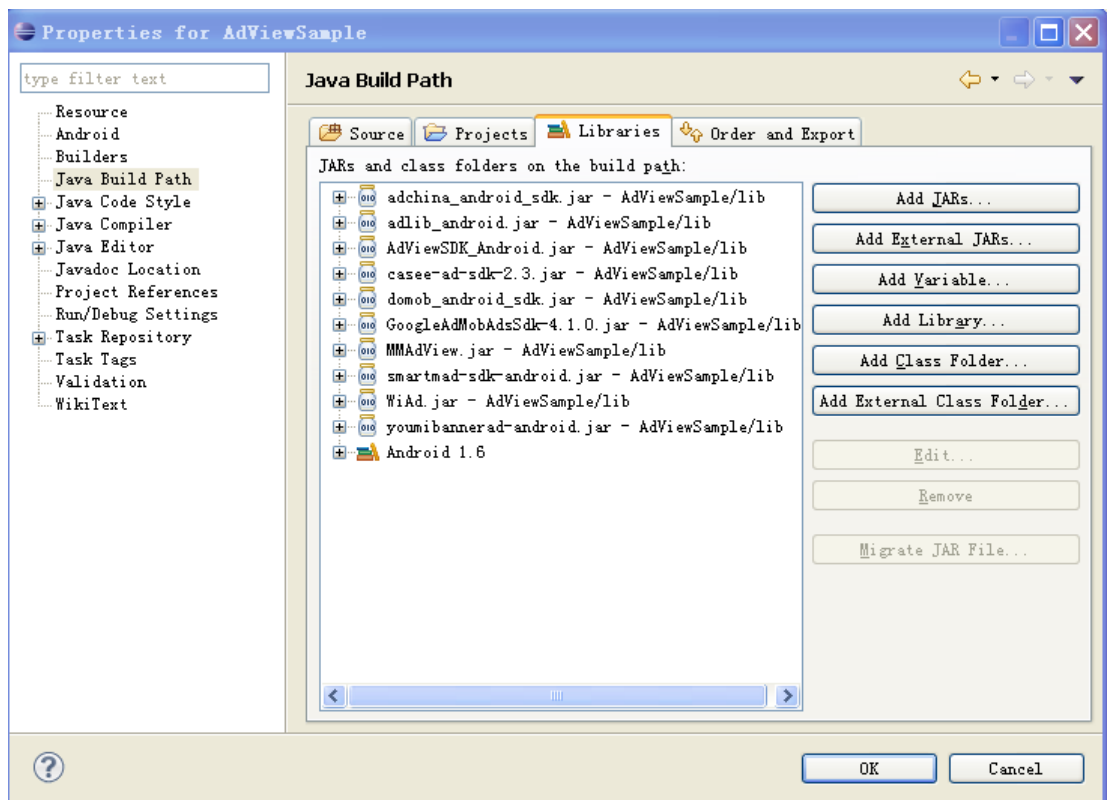 Properties for AdViewSample
type filter text
Resource
Android
Builders
Java Build Path
Java Code Style
Java Compiler
Java Editor
Javadoc Location
Project References
Run/Debug Settings
Task Repository
Task Tags
Validation
WikiText
Java Build Path
Source Projects Libraries Order and Export
JARs and class folders on the build path:
adchina_android_sdk.jar - AdViewSample/lib
adlib_android.jar - AdViewSample/lib
AdViewSDK_Android.jar - AdViewSample/lib
casee-ad-sdk-2.3.jar - AdViewSample/lib
domob_android_sdk.jar - AdViewSample/lib
GoogleAdMobAdsSdk-4.1.0.jar - AdViewSample/lib
MMAdView.jar - AdViewSample/lib
smartmad-sdk-android.jar - AdViewSample/lib
WiAd.jar - AdViewSample/lib
youmibannerad-android.jar - AdViewSample/lib
Android 1.6
Add JARs...
Add External JARs...
Add Variable...
Add Library...
Add Class Folder...
Add External Class Folder...
Edit...
Remove
Migrate JAR File...
?
OK Cancel